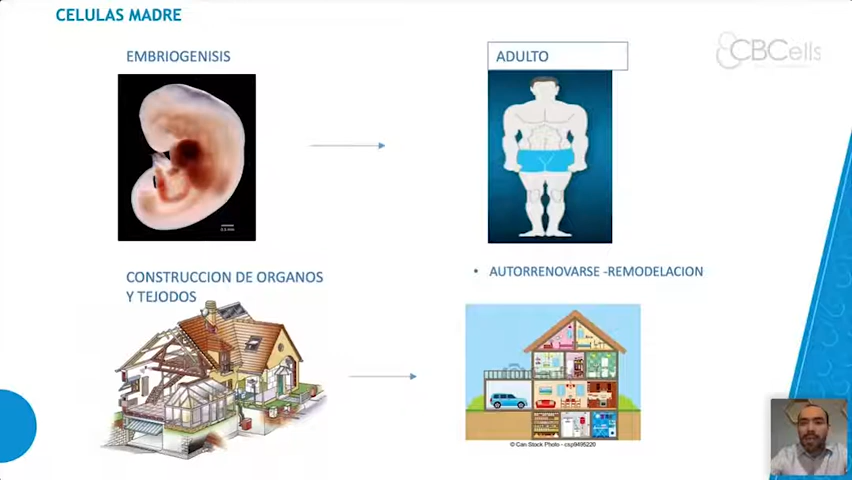 CELULAS MADRE
EMBRIOGENISIS
ADULTO
CBCells
CONSTRUCCION DE ORGANOS
Y TEJODOS
• AUTORRENOVARSE -REMODELACION
© Can Stock Photo - csp9495220